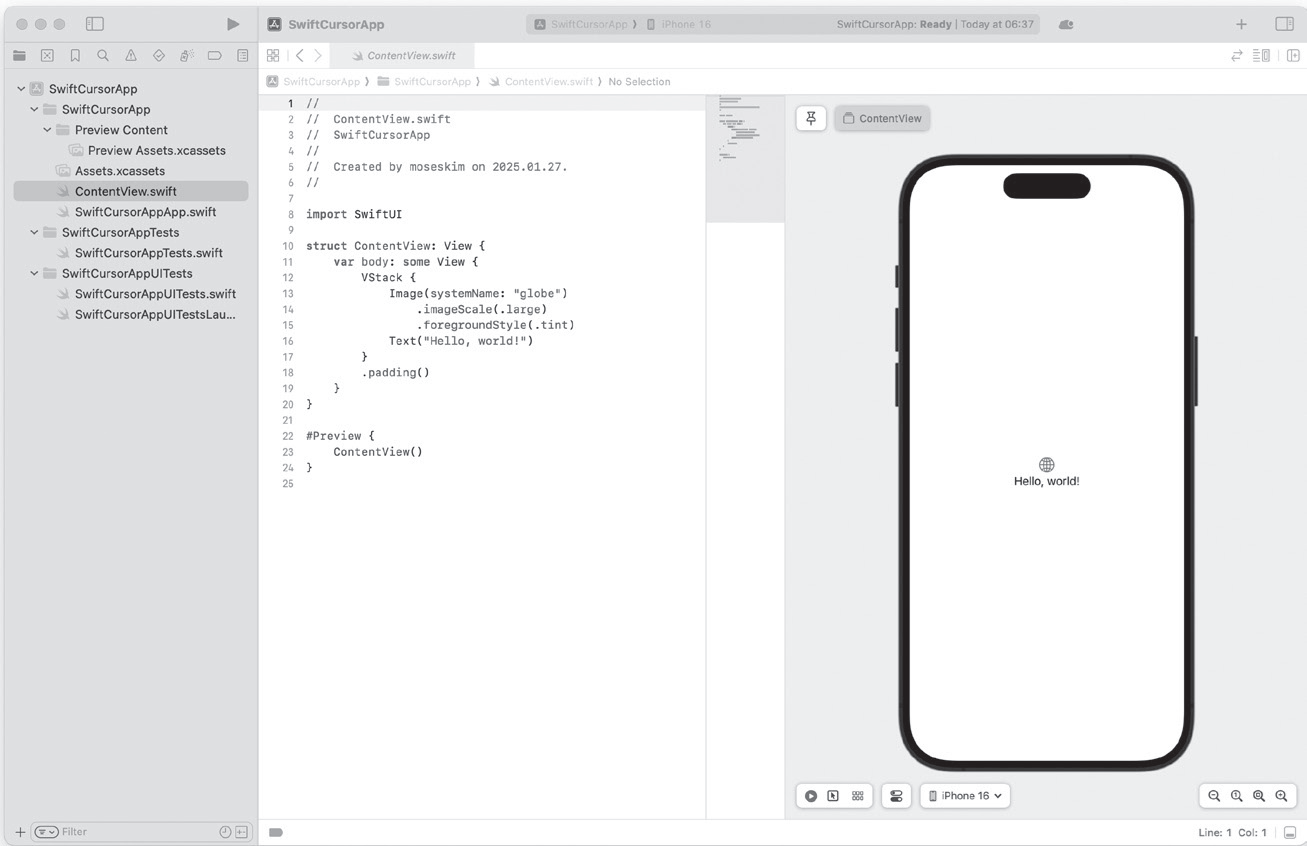 SwiftCursorApp
SwiftCursorApp
iPhone 16
SwiftCursorApp: Ready | Today at 06:37
ContentView.swift
SwiftCursorApp
SwiftCursorApp
ContentView.swift
No Selection
SwiftCursorApp
SwiftCursorApp
Preview Content
Preview Assets.xcassets
Assets.xcassets
ContentView.swift
SwiftCursorAppApp.swift
SwiftCursorAppTests
SwiftCursorAppTests.swift
SwiftCursorAppUITests
SwiftCursorAppUITests.swift
SwiftCursorAppUITestsLau...
Filter
1 //
2 //  ContentView.swift
3 //  SwiftCursorApp
4 //
5 //  Created by moseskim on 2025.01.27.
6 //
7
8 import SwiftUI
9
10 struct ContentView: View {
11     var body: some View {
12         VStack {
13             Image(systemName: "globe")
14                 .imageScale(.large)
15                 .foregroundStyle(.tint)
16             Text("Hello, world!")
17         }
18         .padding()
19     }
20 }
21
22 #Preview {
23     ContentView()
24 }
25
ContentView
Hello, world!
iPhone 16
Line: 1 Col: 1